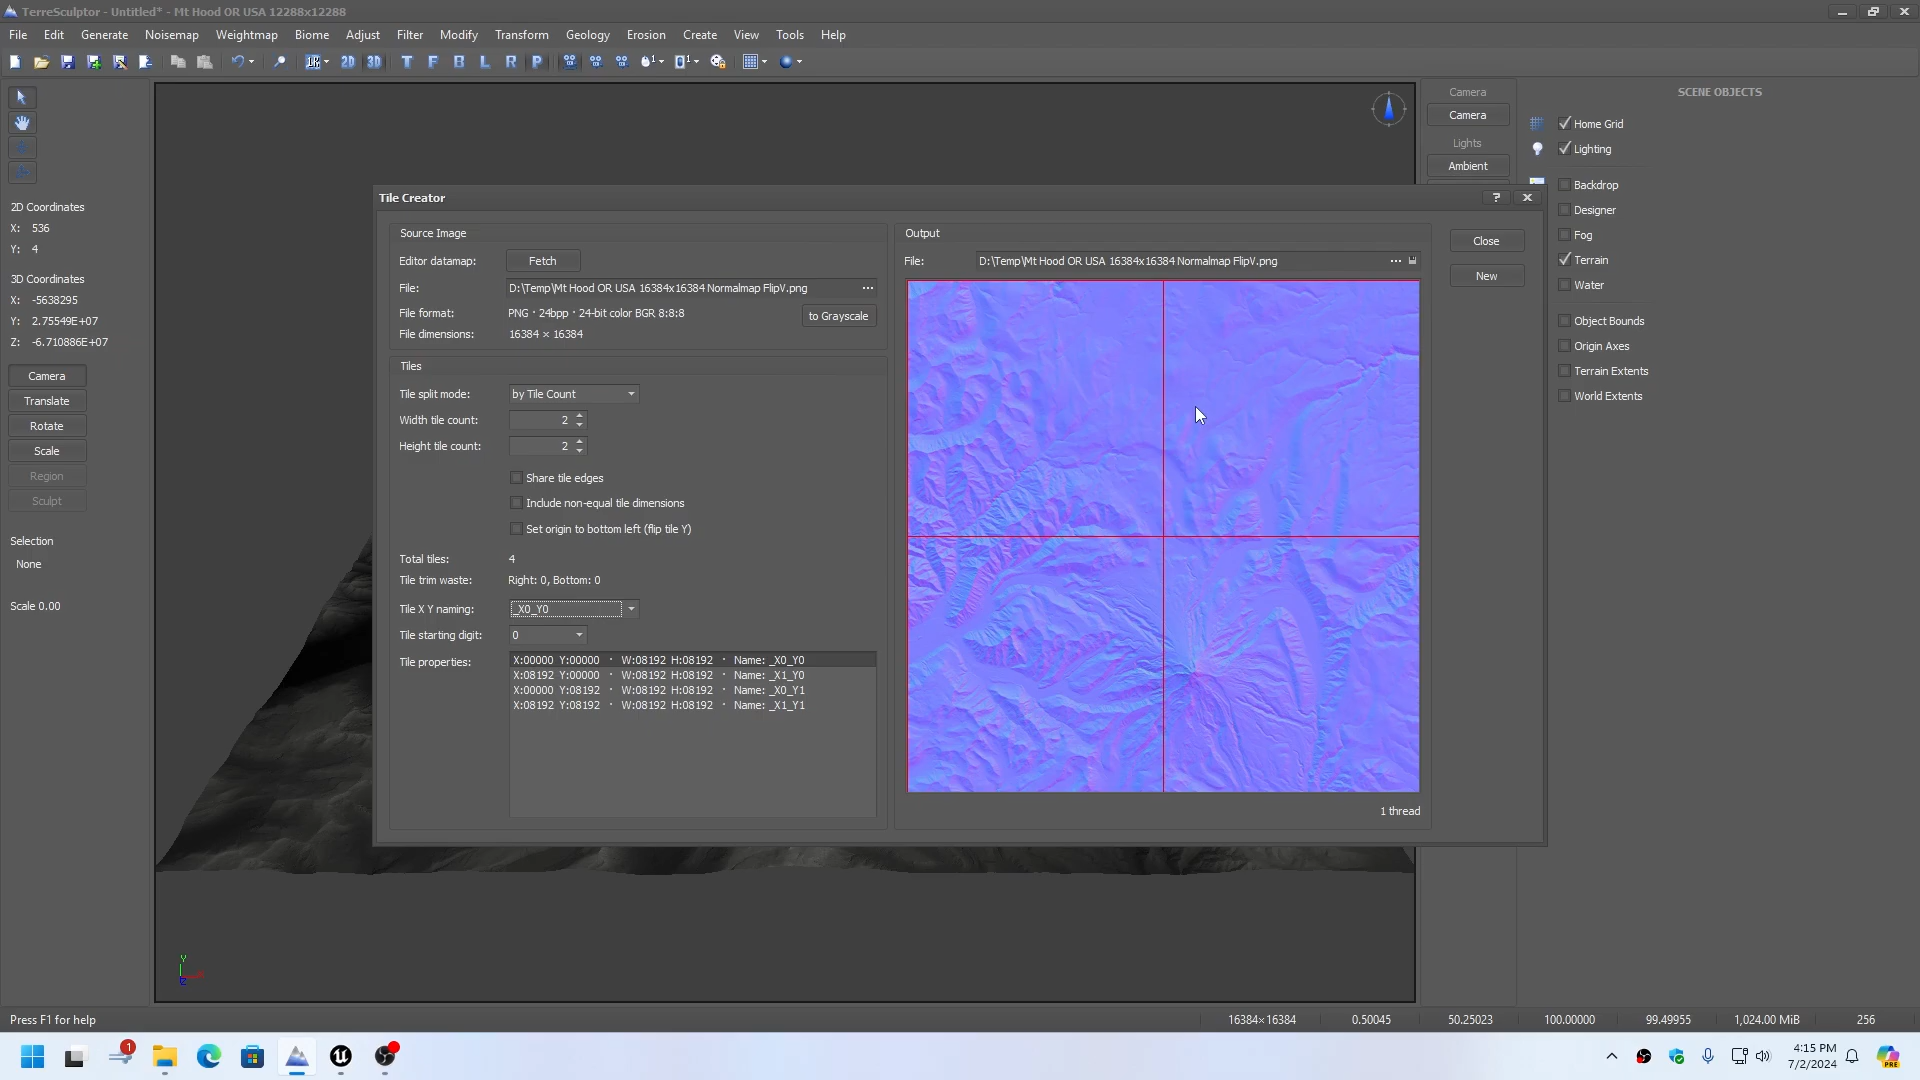 TerreSculptor - Untitled* - Mt Hood OR USA 12288x12288
File Edit Generate Noisemap Weightmap Biome Adjust Filter Modify Transform Geology Erosion Create View Tools Help
2D 3D T F B L R P
2D Coordinates
X: 536
Y: 4
3D Coordinates
X: -5638295
Y: 2.75549E+07
Z: -6.710886E+07
Camera
Translate
Rotate
Scale
Region
Sculpt
Selection
None
Scale 0.00
Tile Creator
Source Image
Editor datamap: Fetch
File: D:\Temp\Mt Hood OR USA 16384x16384 Normalmap FlipV.png ...
File format: PNG · 24bpp · 24-bit color BGR 8:8:8
to Grayscale
File dimensions: 16384 × 16384
Tiles
Tile split mode: by Tile Count
Width tile count: 2
Height tile count: 2
Share tile edges
Include non-equal tile dimensions
Set origin to bottom left (flip tile Y)
Total tiles: 4
Tile trim waste: Right: 0, Bottom: 0
Tile X Y naming: _X0_Y0
Tile starting digit: 0
Tile properties:
X:00000 Y:00000 · W:08192 H:08192 · Name: _X0_Y0
X:08192 Y:00000 · W:08192 H:08192 · Name: _X1_Y0
X:00000 Y:08192 · W:08192 H:08192 · Name: _X0_Y1
X:08192 Y:08192 · W:08192 H:08192 · Name: _X1_Y1
Output
File: D:\Temp\Mt Hood OR USA 16384x16384 Normalmap FlipV.png ...
1 thread
? 
Close
New
Camera
Camera
Lights
Ambient
SCENE OBJECTS
Home Grid
Lighting
Backdrop
Designer
Fog
Terrain
Water
Object Bounds
Origin Axes
Terrain Extents
World Extents
Y
Press F1 for help
16384×16384 0.50045 50.25023 100.00000 99.49955 1,024.00 MiB 256
1
4:15 PM
7/2/2024
PRE